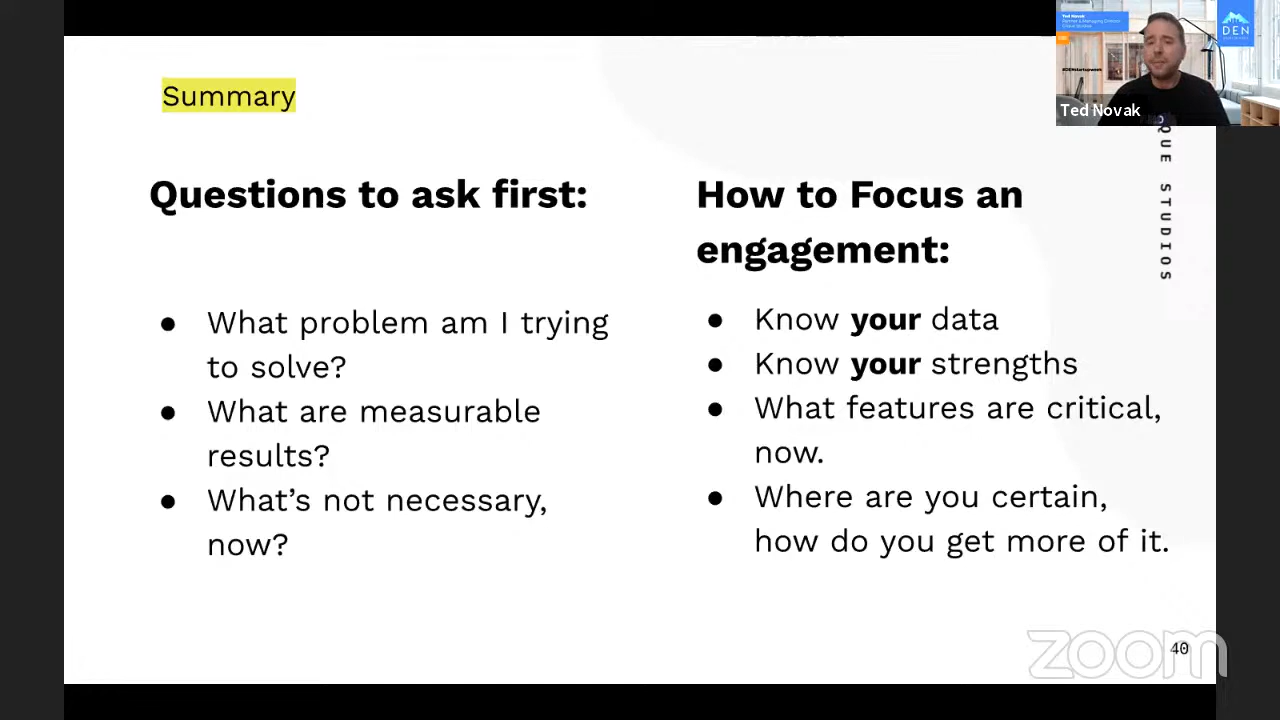 Summary
Questions to ask first:
What problem am I trying
to solve?
What are measurable
results?
What's not necessary,
now?
How to Focus an
engagement:
Know your data
Know your strengths
What features are critical,
now.
Where are you certain,
how do you get more of it.
QUE STUDIOS
Ted Novak
DEN
Ted Novak
zoom
40